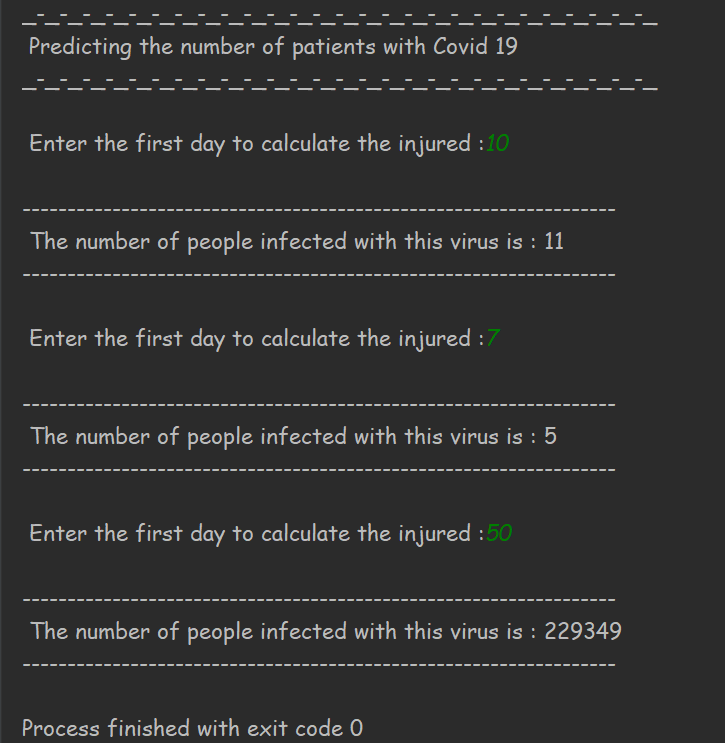 _-_-_-_-_-_-_-_-_-_-_-_-_-_-_-_-_-_-_-_-_-_-_-_-_-_-_-_
Predicting the number of patients with Covid 19
_-_-_-_-_-_-_-_-_-_-_-_-_-_-_-_-_-_-_-_-_-_-_-_-_-_-_-_
Enter the first day to calculate the injured :10
------------------------------------------------------------------
The number of people infected with this virus is : 11
------------------------------------------------------------------
Enter the first day to calculate the injured :7
------------------------------------------------------------------
The number of people infected with this virus is : 5
------------------------------------------------------------------
Enter the first day to calculate the injured :50
------------------------------------------------------------------
The number of people infected with this virus is : 229349
------------------------------------------------------------------
Process finished with exit code 0